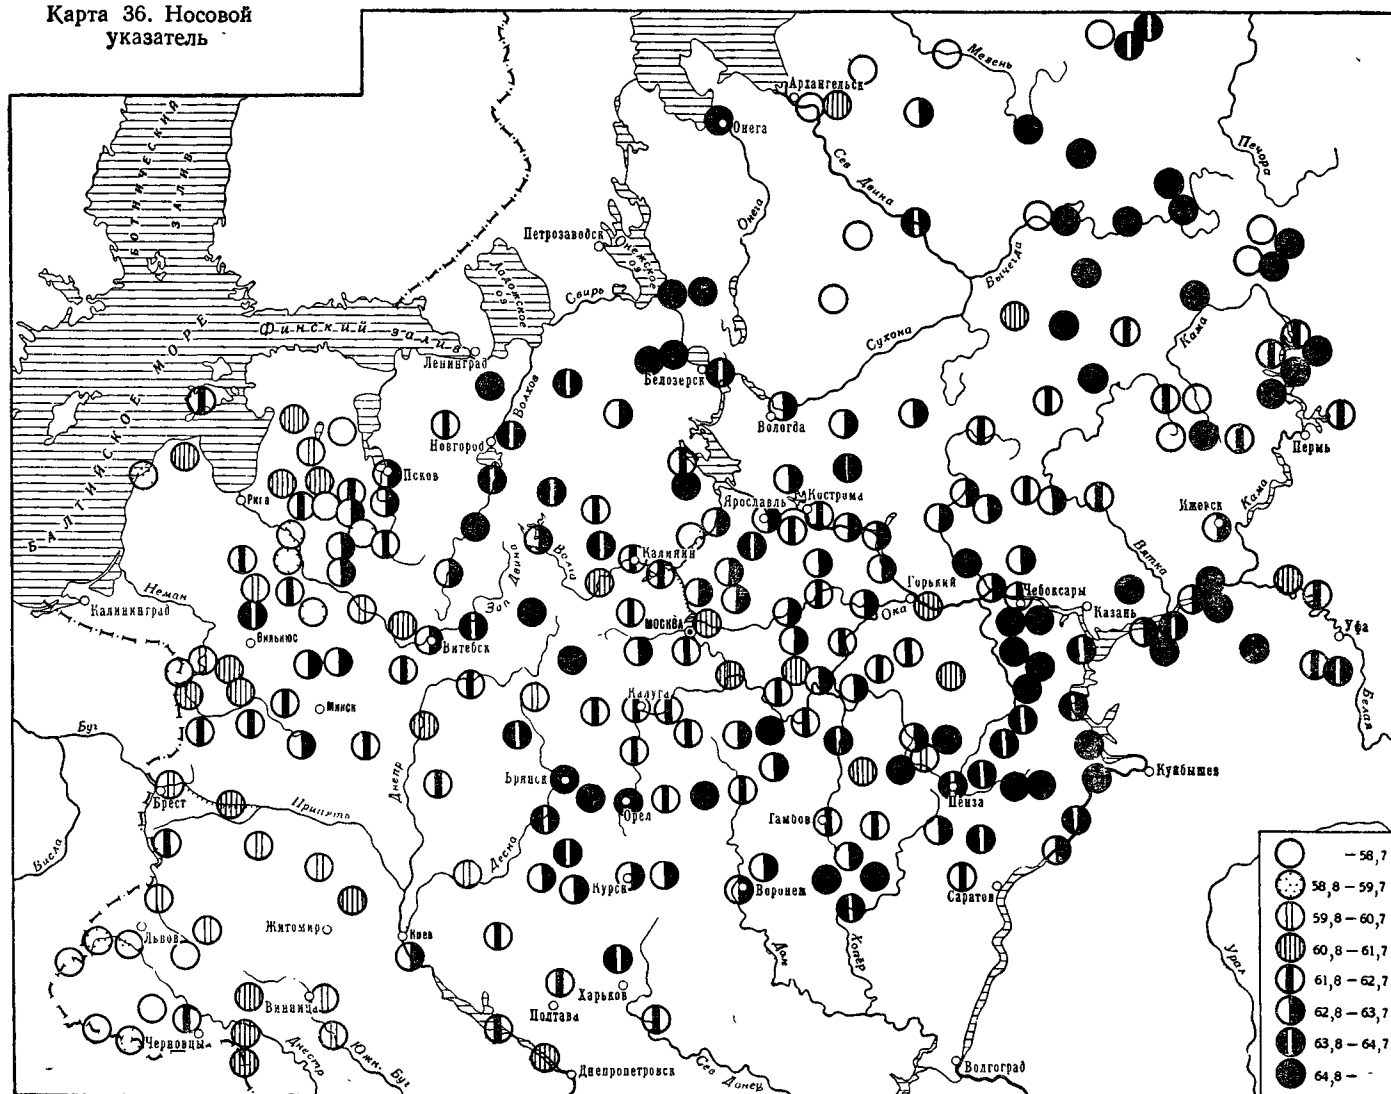 Карта 36. Носовой
указатель
БОТНИЧЕСКИЙ
ЗАЛИВ
БАЛТИЙСКОЕ МОРЕ
Финский залив
Ладожское
оз
Онежское
оз
Мезень
Архангельск
Онега
Печора
Сев Двина
Онега
Петрозаводск
Вычегда
Свирь
Сухона
Кама
Ленинград
Белозерск
Волхов
Вологда
Новгород
Пермь
Псков
Рига
Ярославль
Кострома
Кама
Ижевск
Вятка
Калинин
Волга
Зап Двина
Неман
Калининград
Горький
Чебоксары
Казань
Ока
Москва
Уфа
Вильнюс
Витебск
Белая
Калуга
Минск
Буг
Днепр
Брянск
Куйбышев
Брест
Припять
Орел
Пенза
Тамбов
Висла
Десна
Курск
Воронеж
Саратов
Львов
Житомир
Киев
Дон
Хопёр
Урал
Харьков
Винница
Полтава
Черновцы
Днестр
Южн. Буг
Днепропетровск
Сев Донец
Волгоград
– 58,7
58,8 – 59,7
59,8 – 60,7
60,8 – 61,7
61,8 – 62,7
62,8 – 63,7
63,8 – 64,7
64,8 –